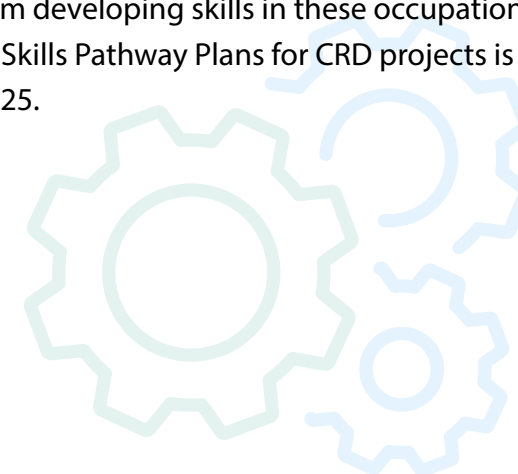 m developing skills in these occupation
Skills Pathway Plans for CRD projects is
25.